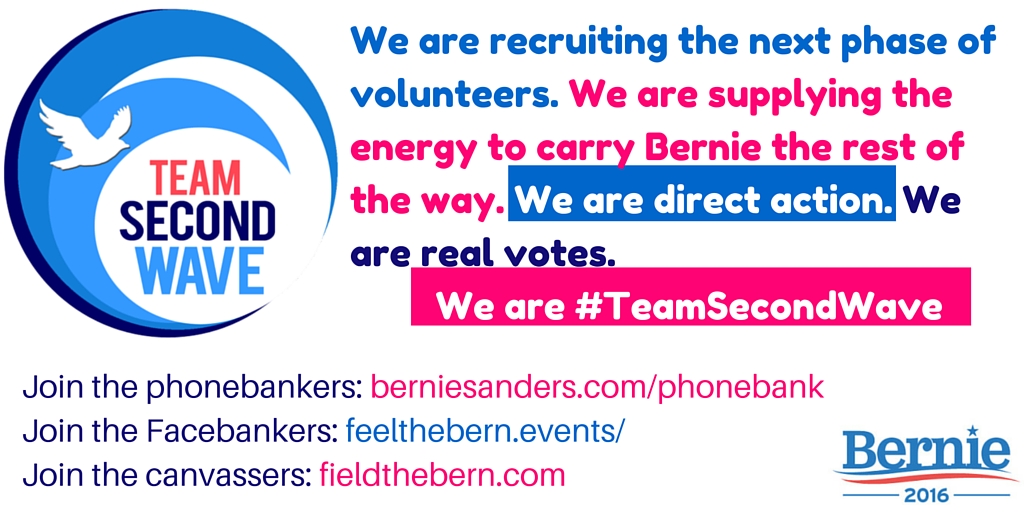 TEAM
SECOND
WAVE
We are recruiting the next phase of
volunteers. We are supplying the
energy to carry Bernie the rest of
the way. We are direct action. We
are real votes.
We are #TeamSecondWave
Join the phonebankers: berniesanders.com/phonebank
Join the Facebankers: feelthebern.events/
Join the canvassers: fieldthebern.com
Bernie
2016